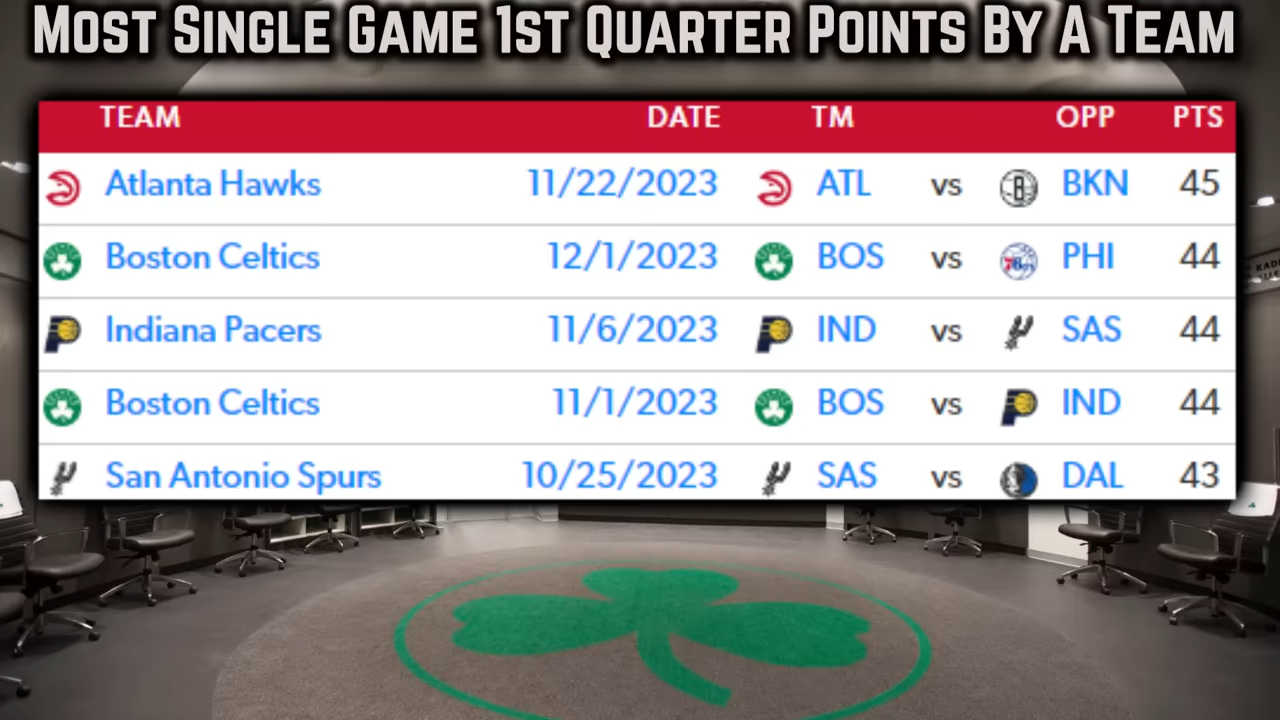 MOST SINGLE GAME 1ST QUARTER POINTS BY A TEAM
TEAM DATE TM OPP PTS
Atlanta Hawks 11/22/2023 ATL vs BKN 45
Boston Celtics 12/1/2023 BOS vs PHI 44
Indiana Pacers 11/6/2023 IND vs SAS 44
Boston Celtics 11/1/2023 BOS vs IND 44
San Antonio Spurs 10/25/2023 SAS vs DAL 43